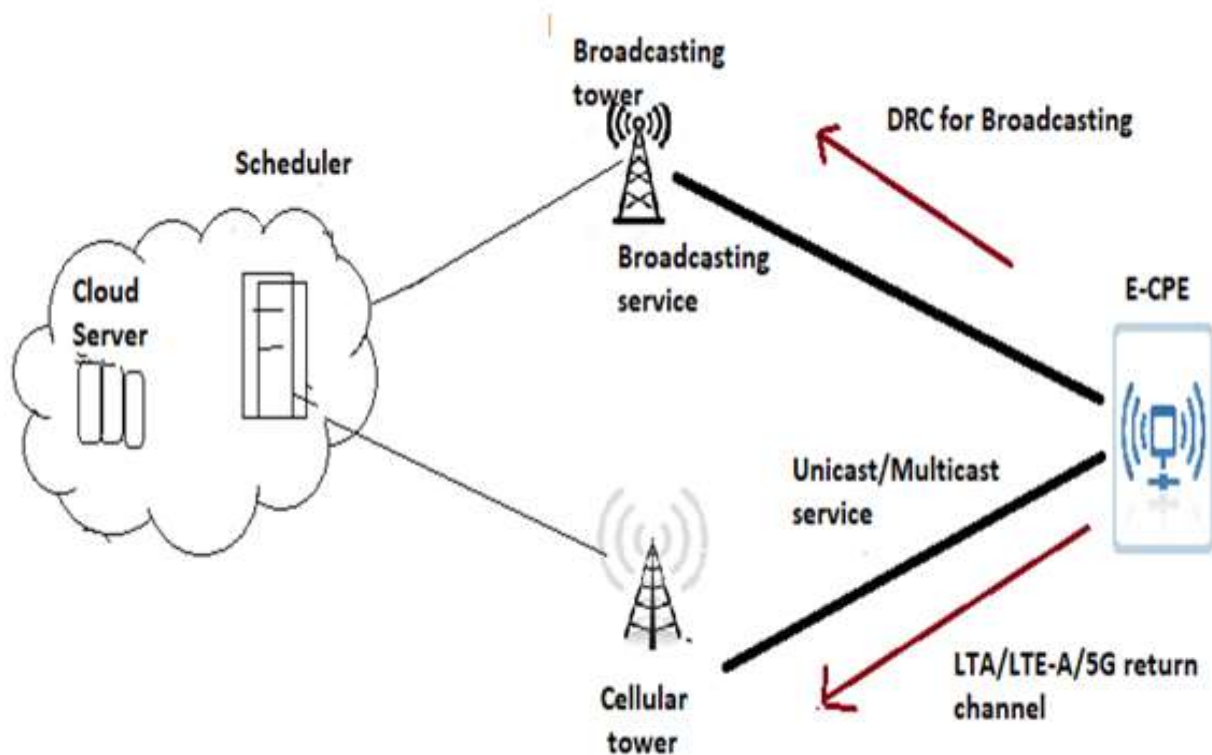 Broadcasting
tower
DRC for Broadcasting
Scheduler
Broadcasting
service
E-CPE
Cloud
Server
Unicast/Multicast
service
LTA/LTE-A/5G return
channel
Cellular
tower